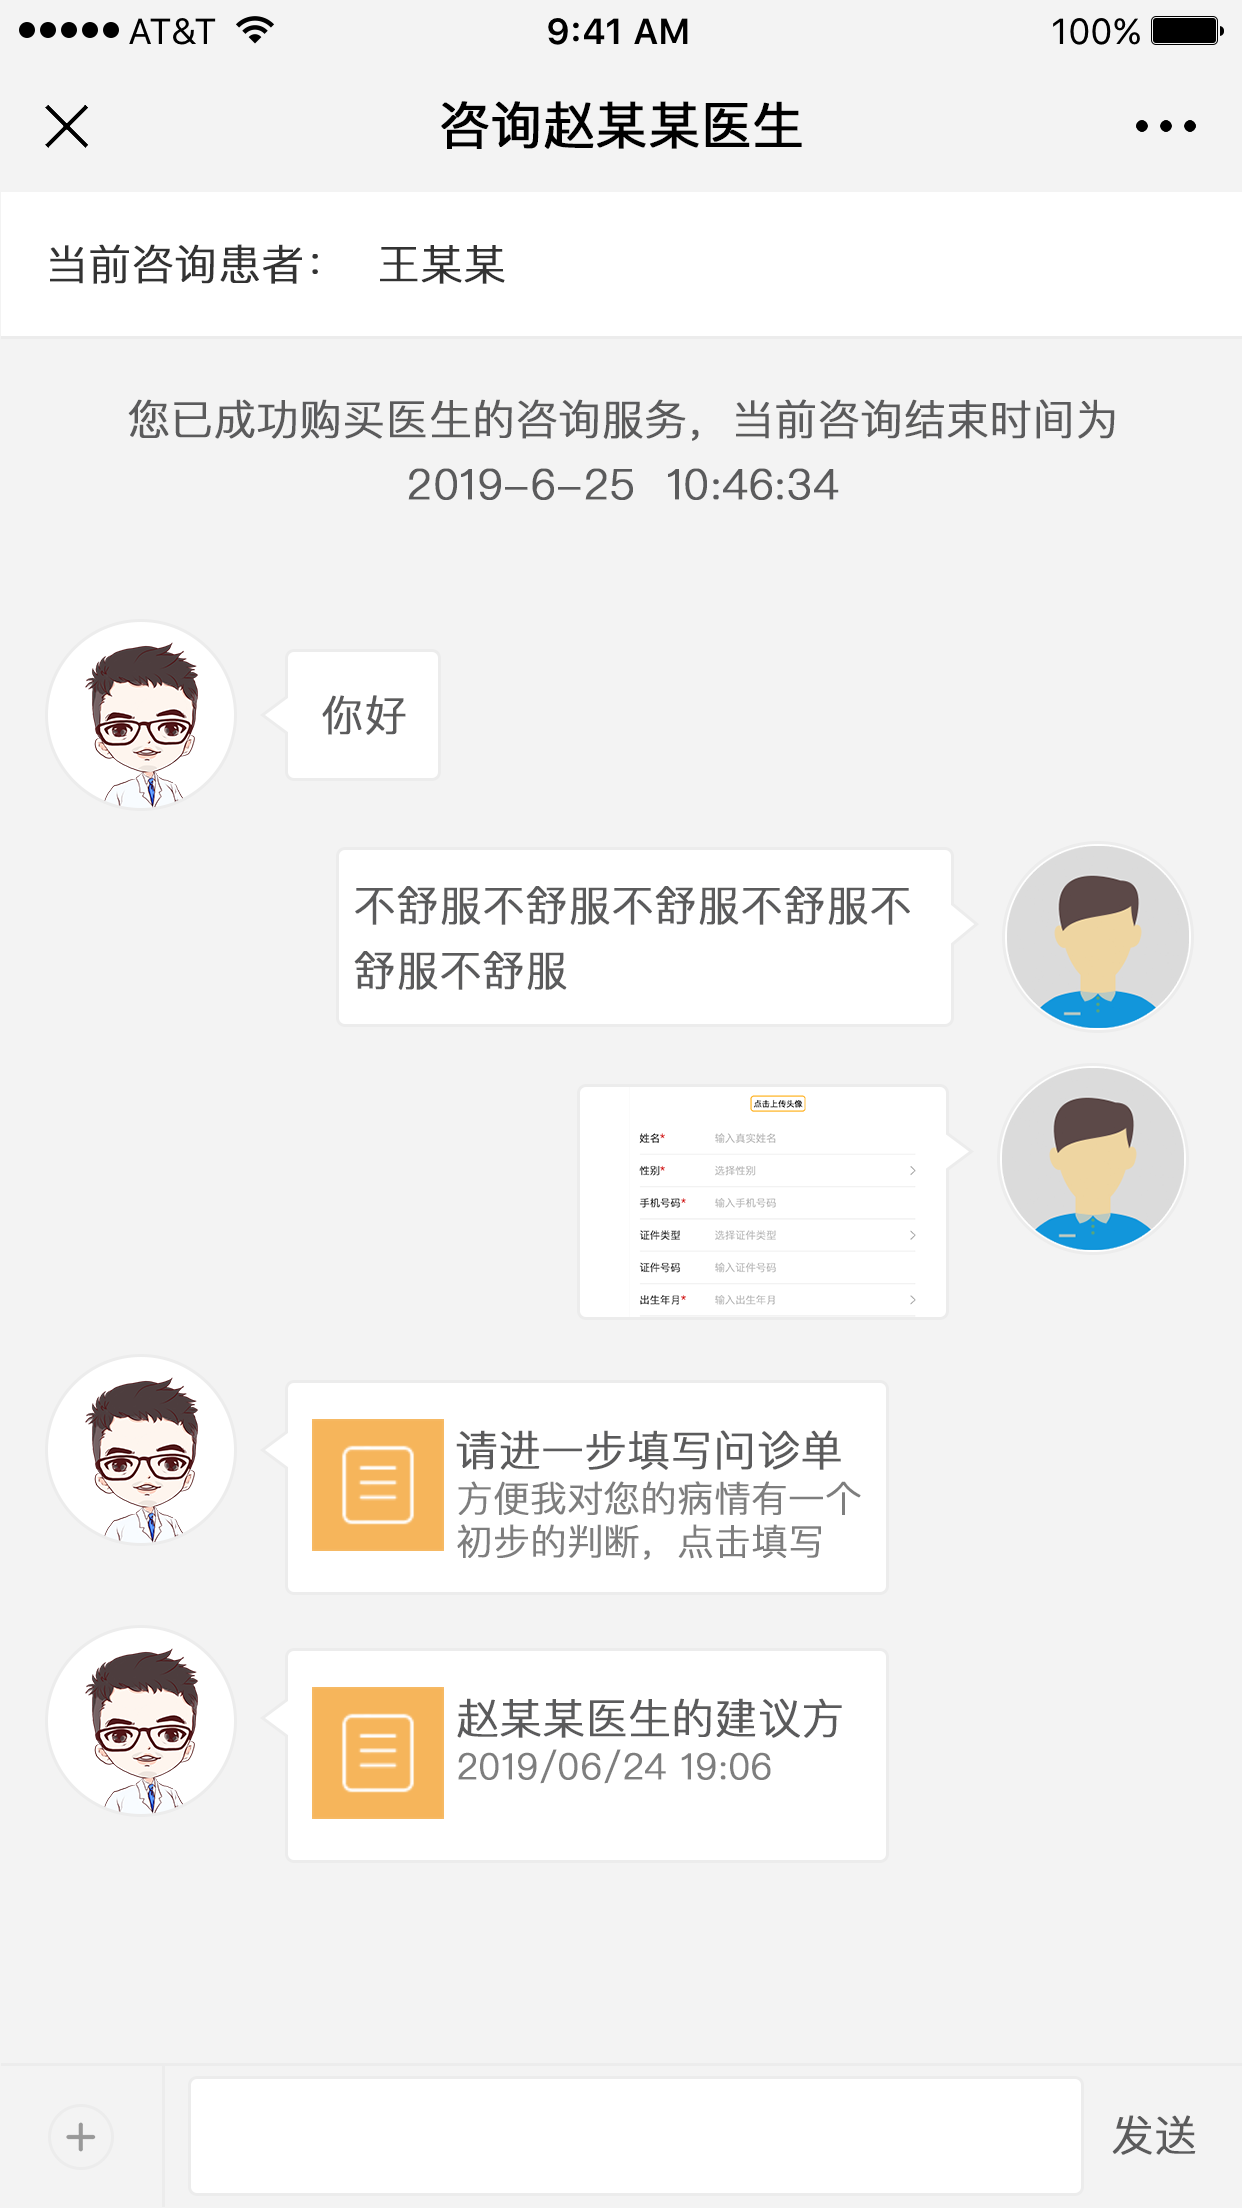 AT&T 9:41 AM 100%
咨询赵某某医生
当前咨询患者： 王某某
您已成功购买医生的咨询服务，当前咨询结束时间为
2019-6-25 10:46:34
你好
不舒服不舒服不舒服不舒服不
舒服不舒服
点击上传头像
姓名* 输入真实姓名
性别* 选择性别
手机号码* 输入手机号码
证件类型 选择证件类型
证件号码 输入证件号码
出生年月* 输入出生年月
请进一步填写问诊单
方便我对您的病情有一个
初步的判断，点击填写
赵某某医生的建议方
2019/06/24 19:06
发送